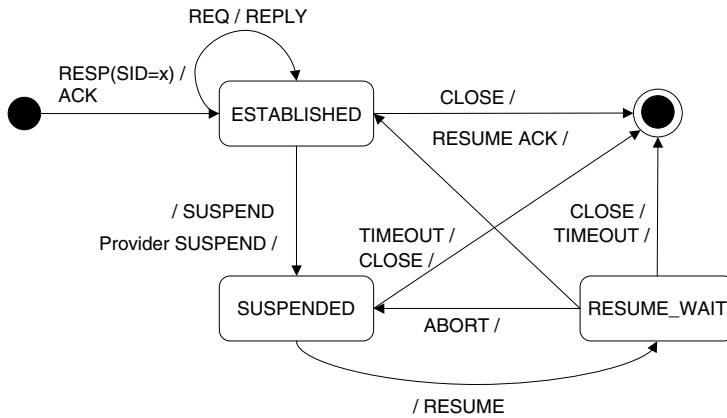 REQ / REPLY
RESP(SID=x) /
ACK
ESTABLISHED
CLOSE /
RESUME ACK /
/ SUSPEND
Provider SUSPEND /
TIMEOUT /
CLOSE /
CLOSE /
TIMEOUT /
SUSPENDED
RESUME_WAIT
ABORT /
/ RESUME